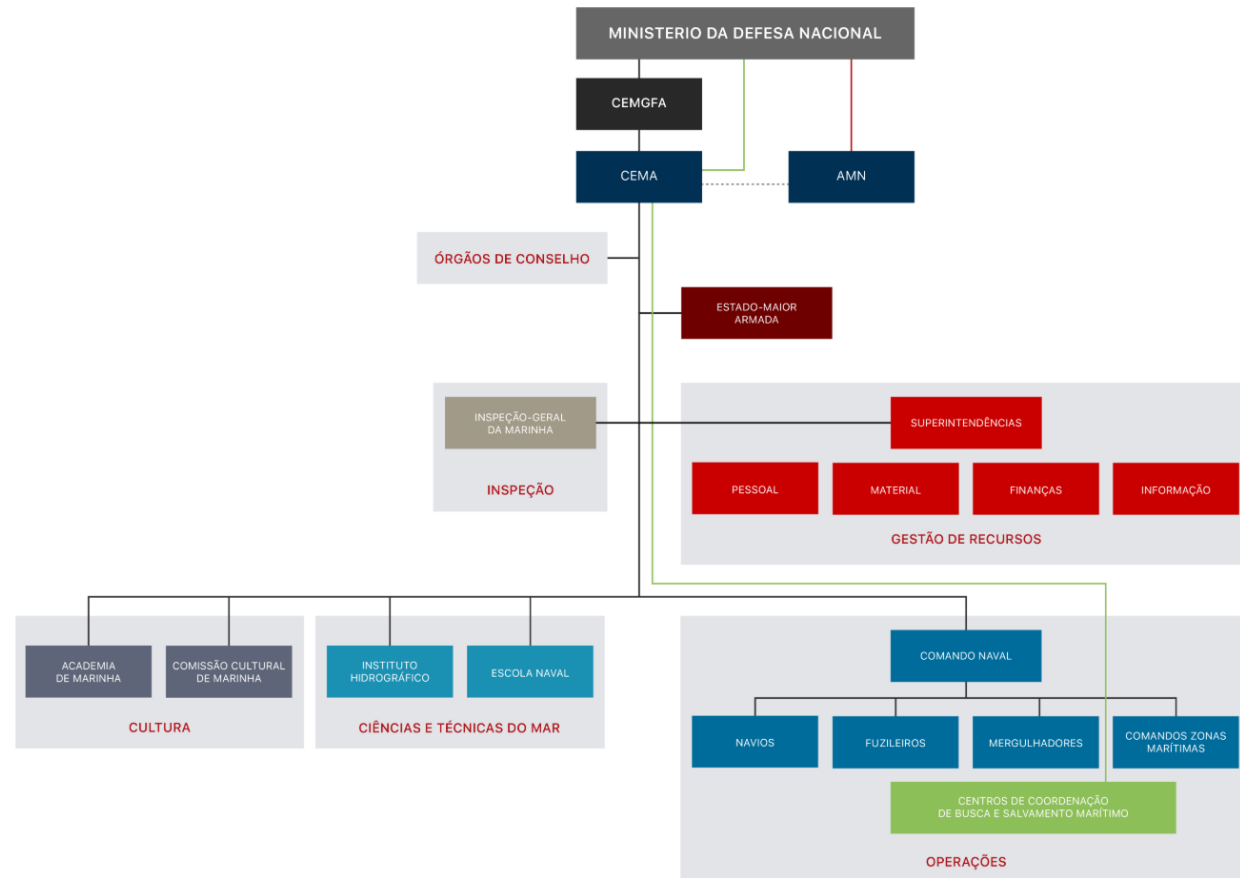 MINISTERIO DA DEFESA NACIONAL
CEMGFA
CEMA
AMN
ÓRGÃOS DE CONSELHO
ESTADO-MAIOR
ARMADA
INSPEÇÃO-GERAL
DA MARINHA
INSPEÇÃO
SUPERINTENDÊNCIAS
PESSOAL
MATERIAL
FINANÇAS
INFORMAÇÃO
GESTÃO DE RECURSOS
ACADEMIA
DE MARINHA
COMISSÃO CULTURAL
DE MARINHA
CULTURA
INSTITUTO
HIDROGRÁFICO
ESCOLA NAVAL
CIÊNCIAS E TÉCNICAS DO MAR
COMANDO NAVAL
NAVIOS
FUZILEIROS
MERGULHADORES
COMANDOS ZONAS
MARÍTIMAS
CENTROS DE COORDENAÇÃO
DE BUSCA E SALVAMENTO MARÍTIMO
OPERAÇÕES